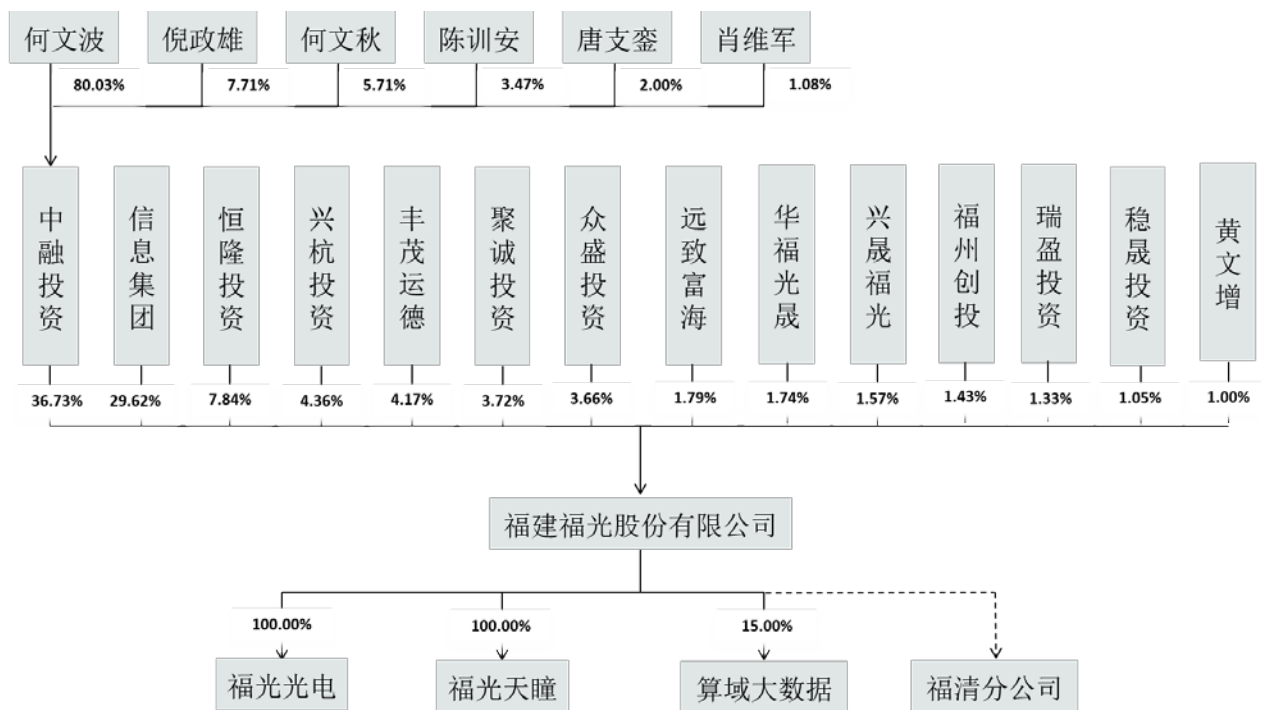 何文波
倪政雄
何文秋
陈训安
唐支銮
肖维军
80.03%
7.71%
5.71%
3.47%
2.00%
1.08%
中融投资
信息集团
恒隆投资
兴杭投资
丰茂运德
聚诚投资
众盛投资
远致富海
华福光晟
兴晟福光
福州创投
瑞盈投资
稳晟投资
黄文增
36.73%
29.62%
7.84%
4.36%
4.17%
3.72%
3.66%
1.79%
1.74%
1.57%
1.43%
1.33%
1.05%
1.00%
福建福光股份有限公司
100.00%
100.00%
15.00%
福光光电
福光天瞳
算域大数据
福清分公司